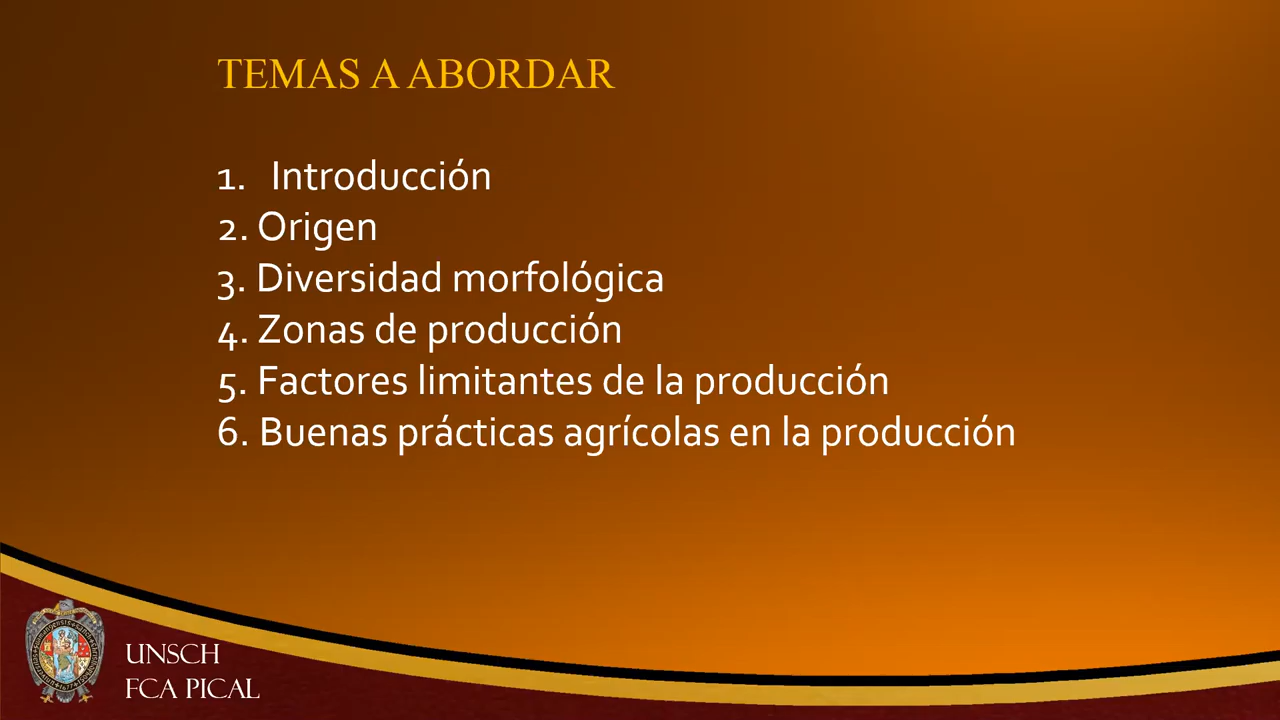 TEMAS A ABORDAR
1. Introducción
2. Origen
3. Diversidad morfológica
4. Zonas de producción
5. Factores limitantes de la producción
6. Buenas prácticas agrícolas en la producción
UNSCH
FCA PICAL